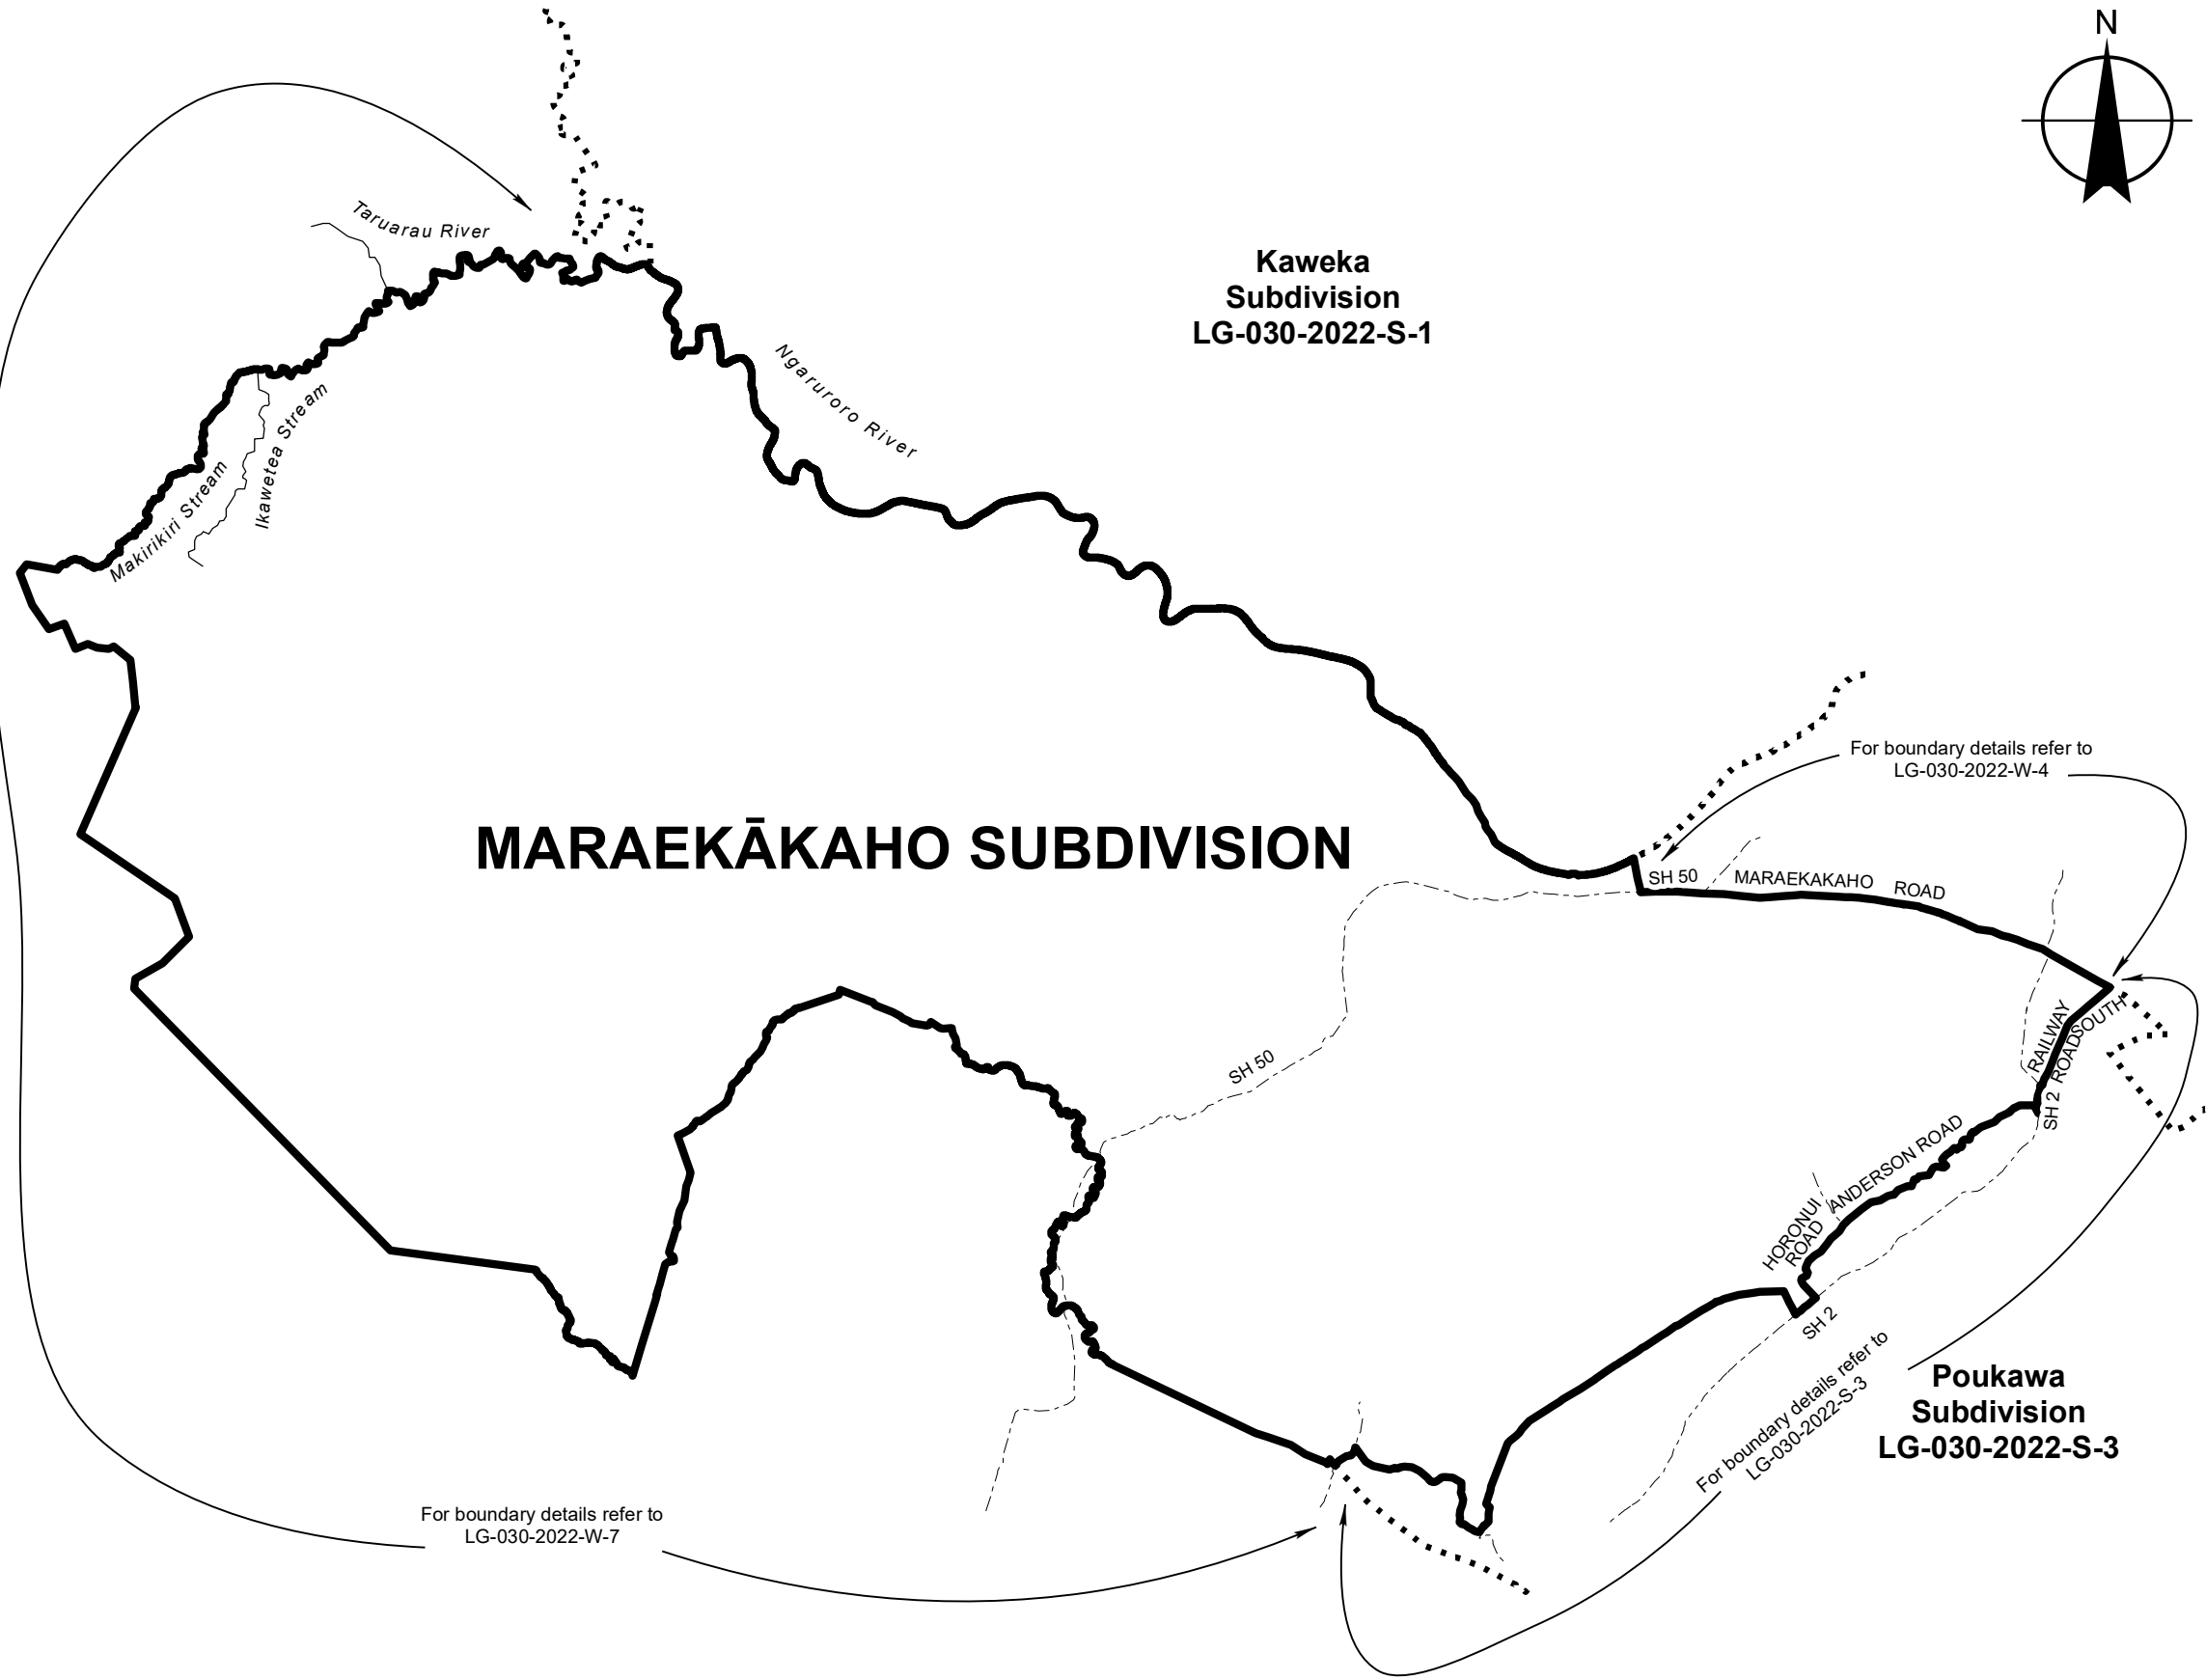 N
Taruarau River
Kaweka
Subdivision
LG-030-2022-S-1
Ngaruroro River
Ikawetea Stream
Makirikiri Stream
For boundary details refer to
LG-030-2022-W-4
MARAEKĀKAHO SUBDIVISION
SH 50
MARAEKAKAHO ROAD
SH 50
RAILWAY
ROAD SOUTH
SH 2
ANDERSON ROAD
HORONUI
ROAD
SH 2
For boundary details refer to
LG-030-2022-S-3
Poukawa
Subdivision
LG-030-2022-S-3
For boundary details refer to
LG-030-2022-W-7